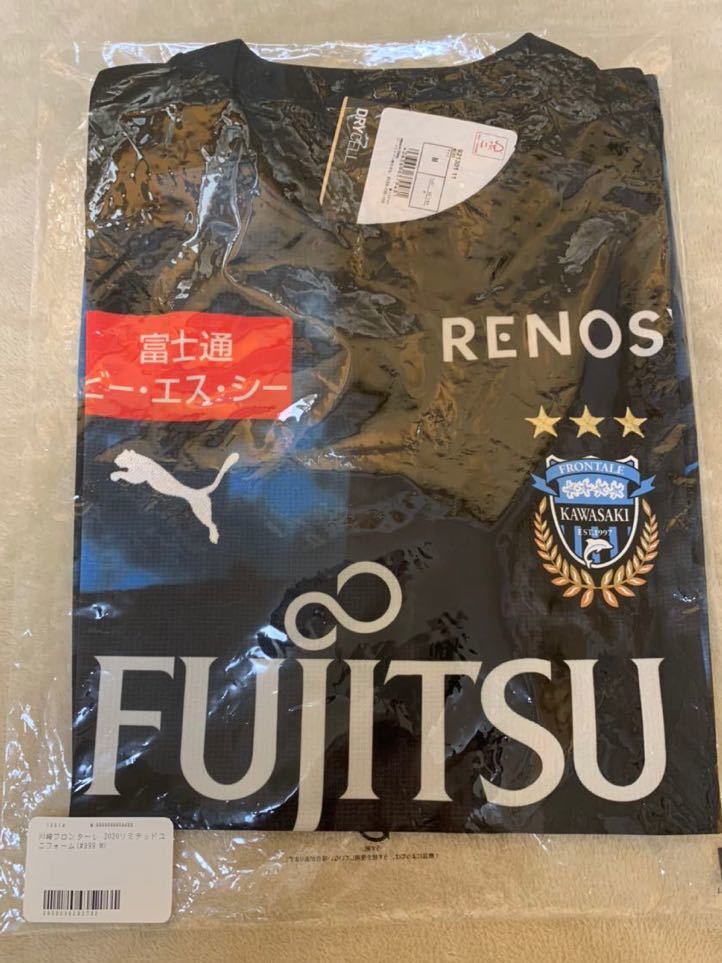 DRYCELL
M
富士通
ビー・エス・シー
RENOS
FRONTALE
KAWASAKI
EST.1997
FUJITSU
川崎フロンターレ 2020リミテッドユ
ニフォーム(#999 M)